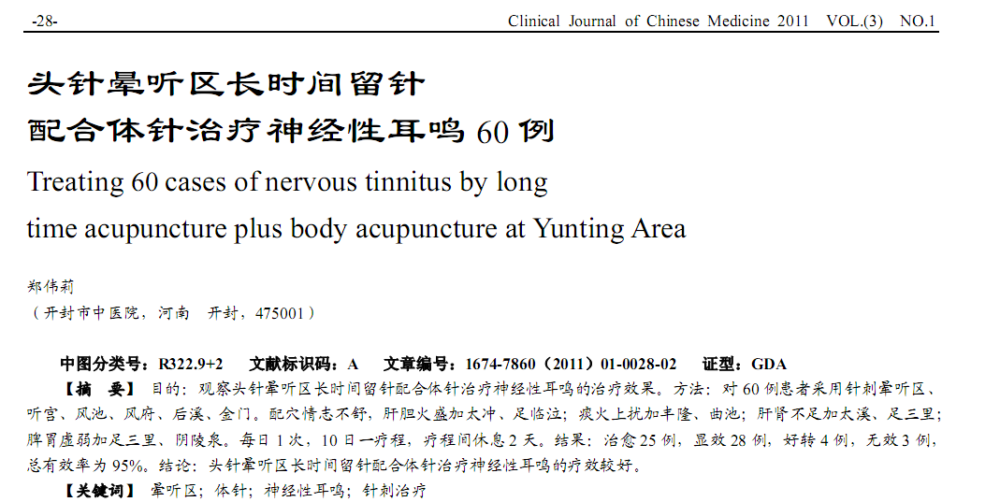 -28- Clinical Journal of Chinese Medicine 2011 VOL.(3) NO.1
头针晕听区长时间留针
配合体针治疗神经性耳鸣 60 例
Treating 60 cases of nervous tinnitus by long
time acupuncture plus body acupuncture at Yunting Area
郑伟莉
（开封市中医院，河南 开封，475001）
中图分类号：R322.9+2 文献标识码：A 文章编号：1674-7860（2011）01-0028-02 证型：GDA
【摘 要】 目的：观察头针晕听区长时间留针配合体针治疗神经性耳鸣的治疗效果。方法：对 60 例患者采用针刺晕听区、
听宫、风池、风府、后溪、金门。配穴情志不舒，肝胆火盛加太冲、足临泣；痰火上扰加丰隆、曲池；肝肾不足加太溪、足三里；
脾胃虚弱加足三里、阴陵泉。每日 1 次，10 日一疗程，疗程间休息 2 天。结果：治愈 25 例，显效 28 例，好转 4 例，无效 3 例，
总有效率为 95%。结论：头针晕听区长时间留针配合体针治疗神经性耳鸣的疗效较好。
【关键词】 晕听区；体针；神经性耳鸣；针刺治疗